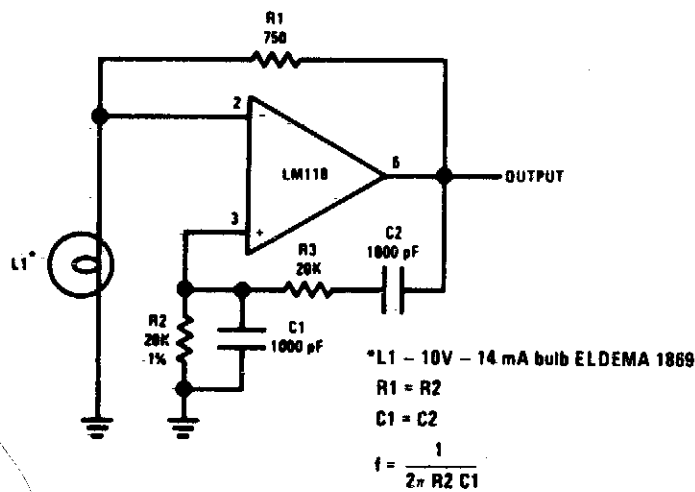 R1
750
2
−
LM118
6
OUTPUT
3
+
L1*
R3
20K
C2
1000 pF
R2
20K
1%
C1
1000 pF
*L1 – 10V – 14 mA bulb ELDEMA 1869
R1 = R2
C1 = C2
f = 1
2π R2 C1